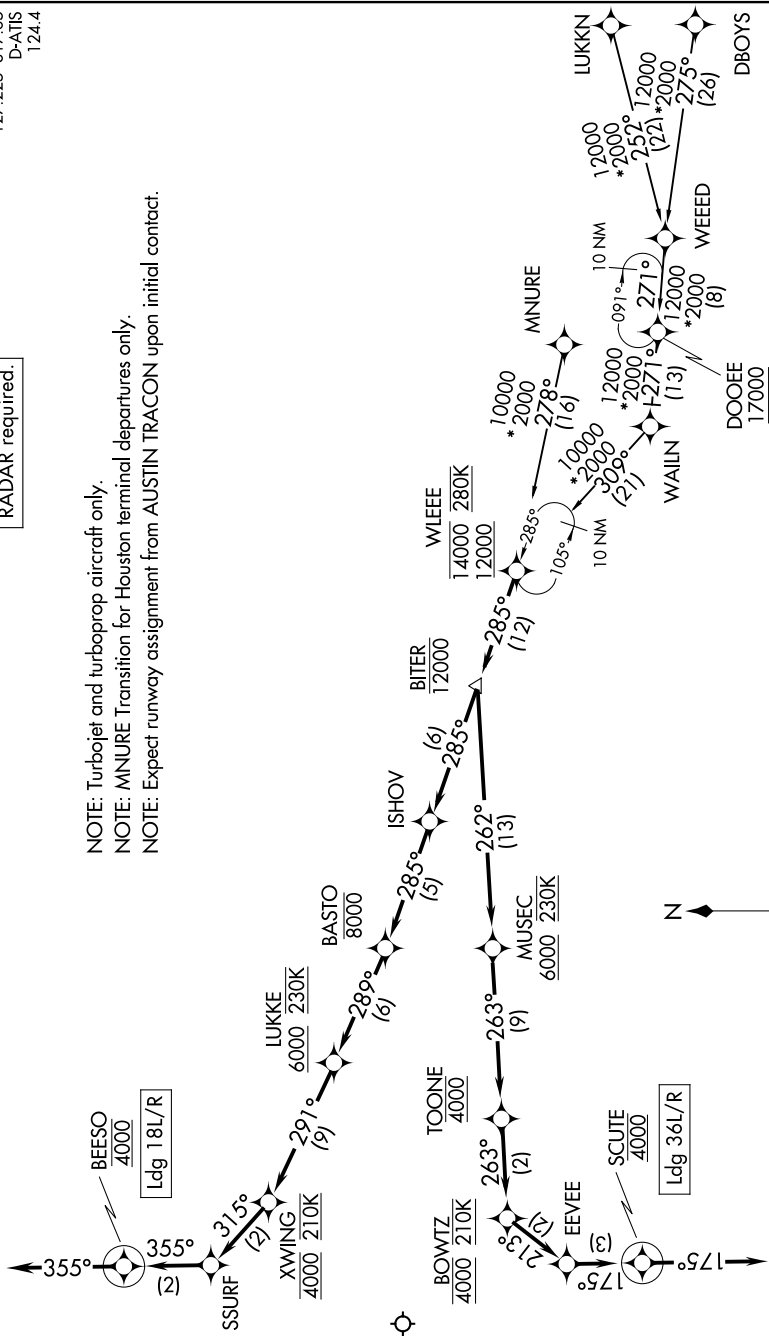 D-ATIS
124.4
RADAR required.
NOTE: Turbojet and turboprop aircraft only.
NOTE: MNURE Transition for Houston terminal departures only.
NOTE: Expect runway assignment from AUSTIN TRACON upon initial contact.
LUKKN
12000
*2000
252°
(22)
DBOYS
12000
*2000
275°
(26)
WEEED
10 NM
091°
271°
12000
*2000
(8)
DOOEE
17000
12000
*2000
271°
(13)
WAILN
10000
*2000
309°
(21)
MNURE
10000
*2000
278°
(16)
WLEEE
14000 280K
12000
285°
105°
10 NM
285°
(12)
BITER
12000
285°
(6)
ISHOV
285°
(5)
BASTO
8000
289°
(6)
LUKKE
6000 230K
291°
(9)
XWING
4000 210K
315°
(2)
SSURF
355°
(2)
BEESO
4000
Ldg 18L/R
355°
262°
(13)
MUSEC
6000 230K
263°
(9)
TOONE
4000
263°
(2)
BOWTZ
4000 210K
213°
(2)
EEVEE
175°
(3)
SCUTE
4000
Ldg 36L/R
175°
N